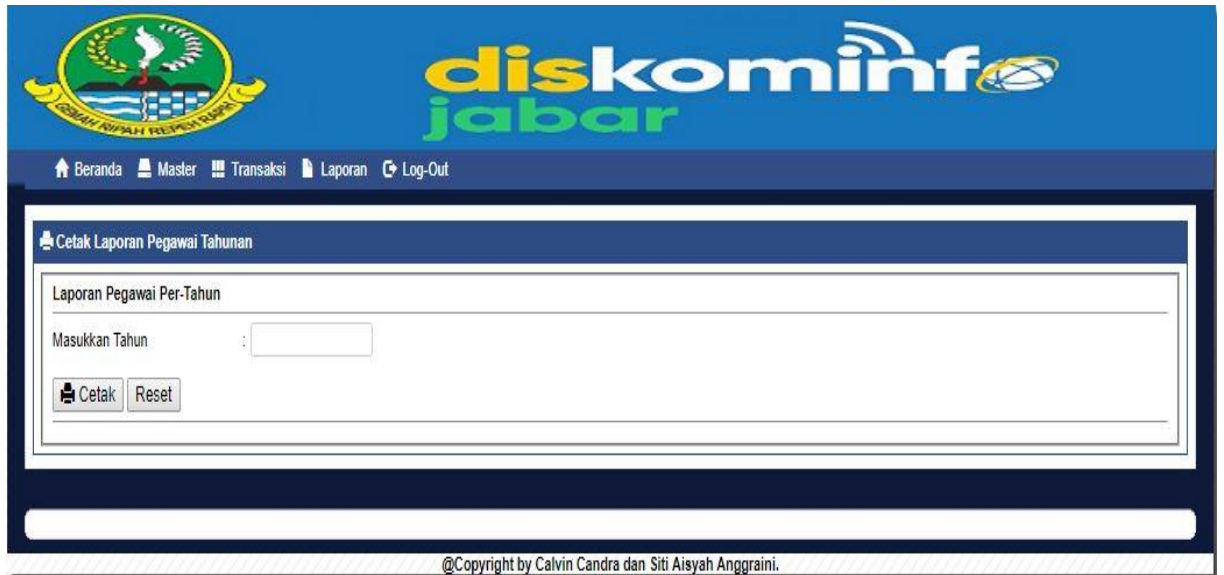 GEMAH RIPAH REPEH RAPIH
diskominfo
jabar
Beranda Master Transaksi Laporan Log-Out
Cetak Laporan Pegawai Tahunan
Laporan Pegawai Per-Tahun
Masukkan Tahun :
Cetak Reset
@Copyright by Calvin Candra dan Siti Aisyah Anggraini.